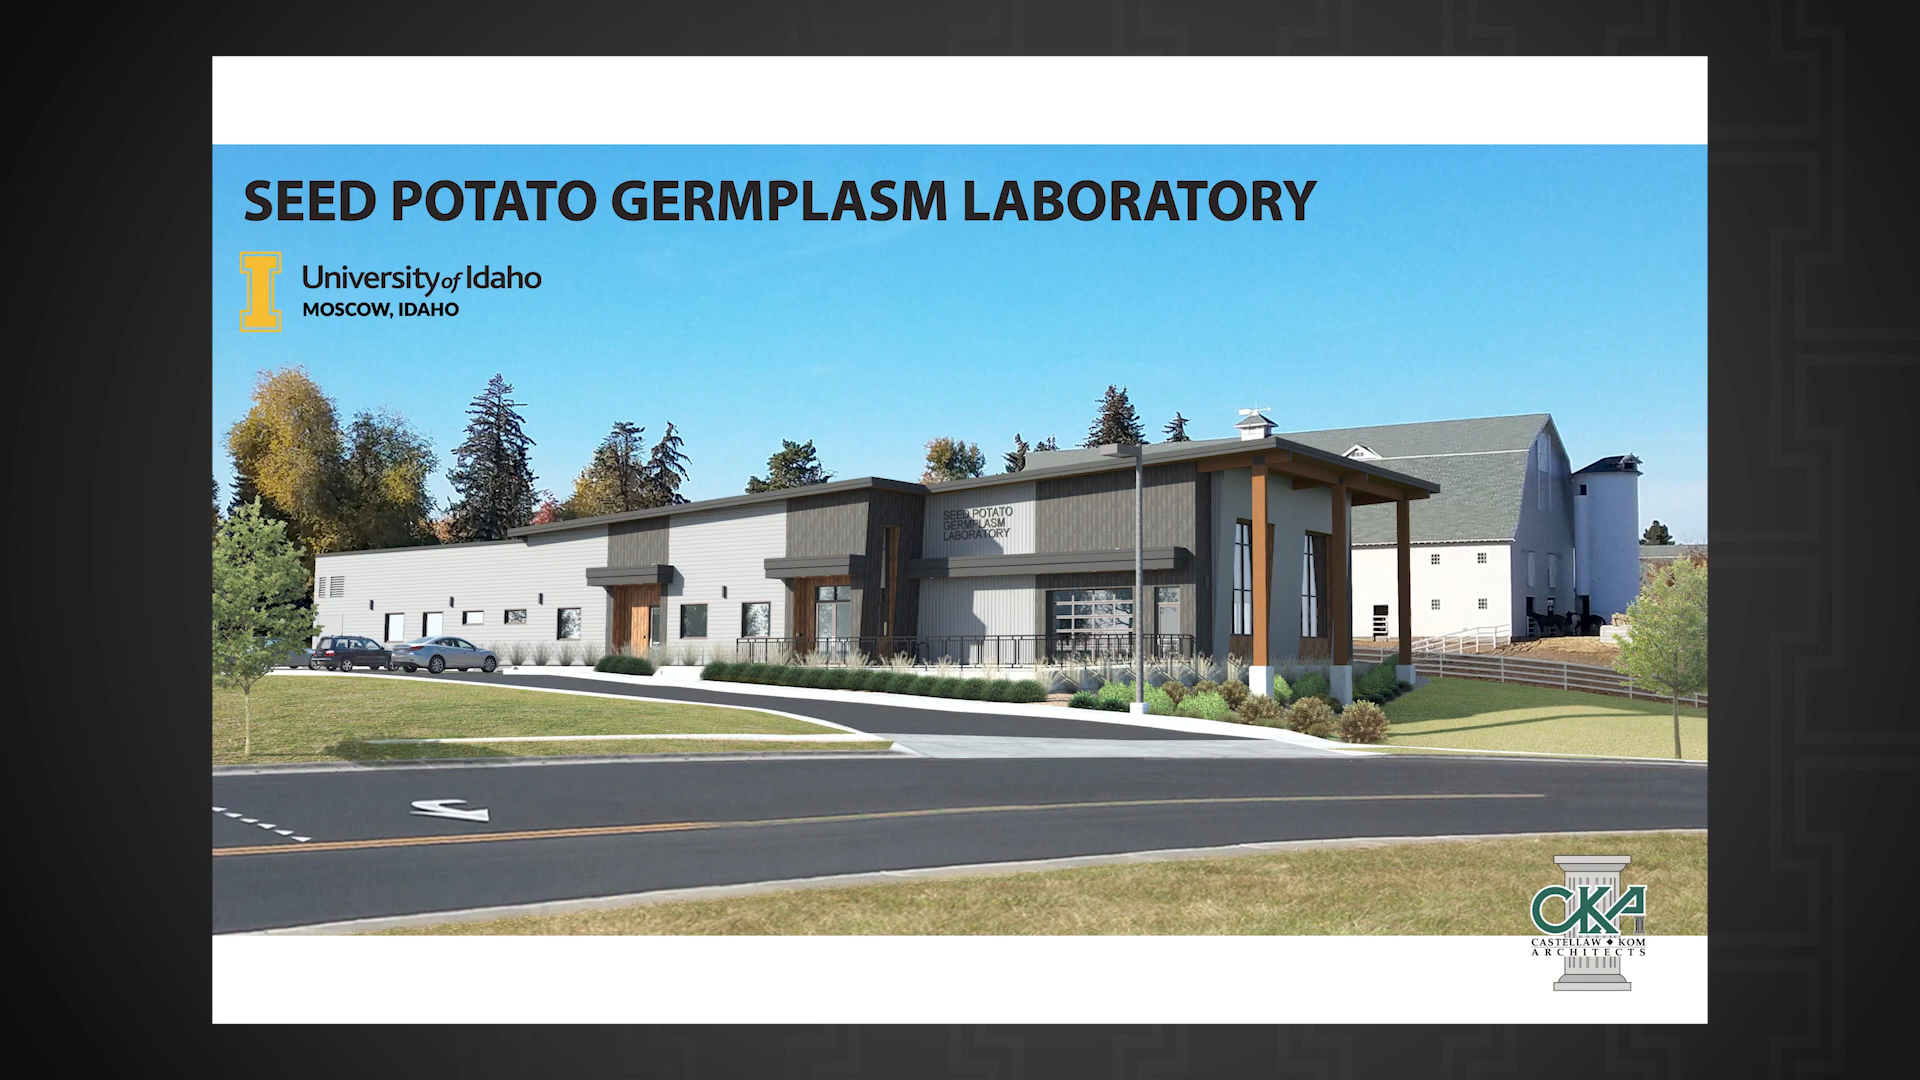 SEED POTATO GERMPLASM LABORATORY
I
University of Idaho
MOSCOW, IDAHO
SEED POTATO
GERMPLASM
LABORATORY
CKA
CASTELLAW ◆ KOM
ARCHITECTS